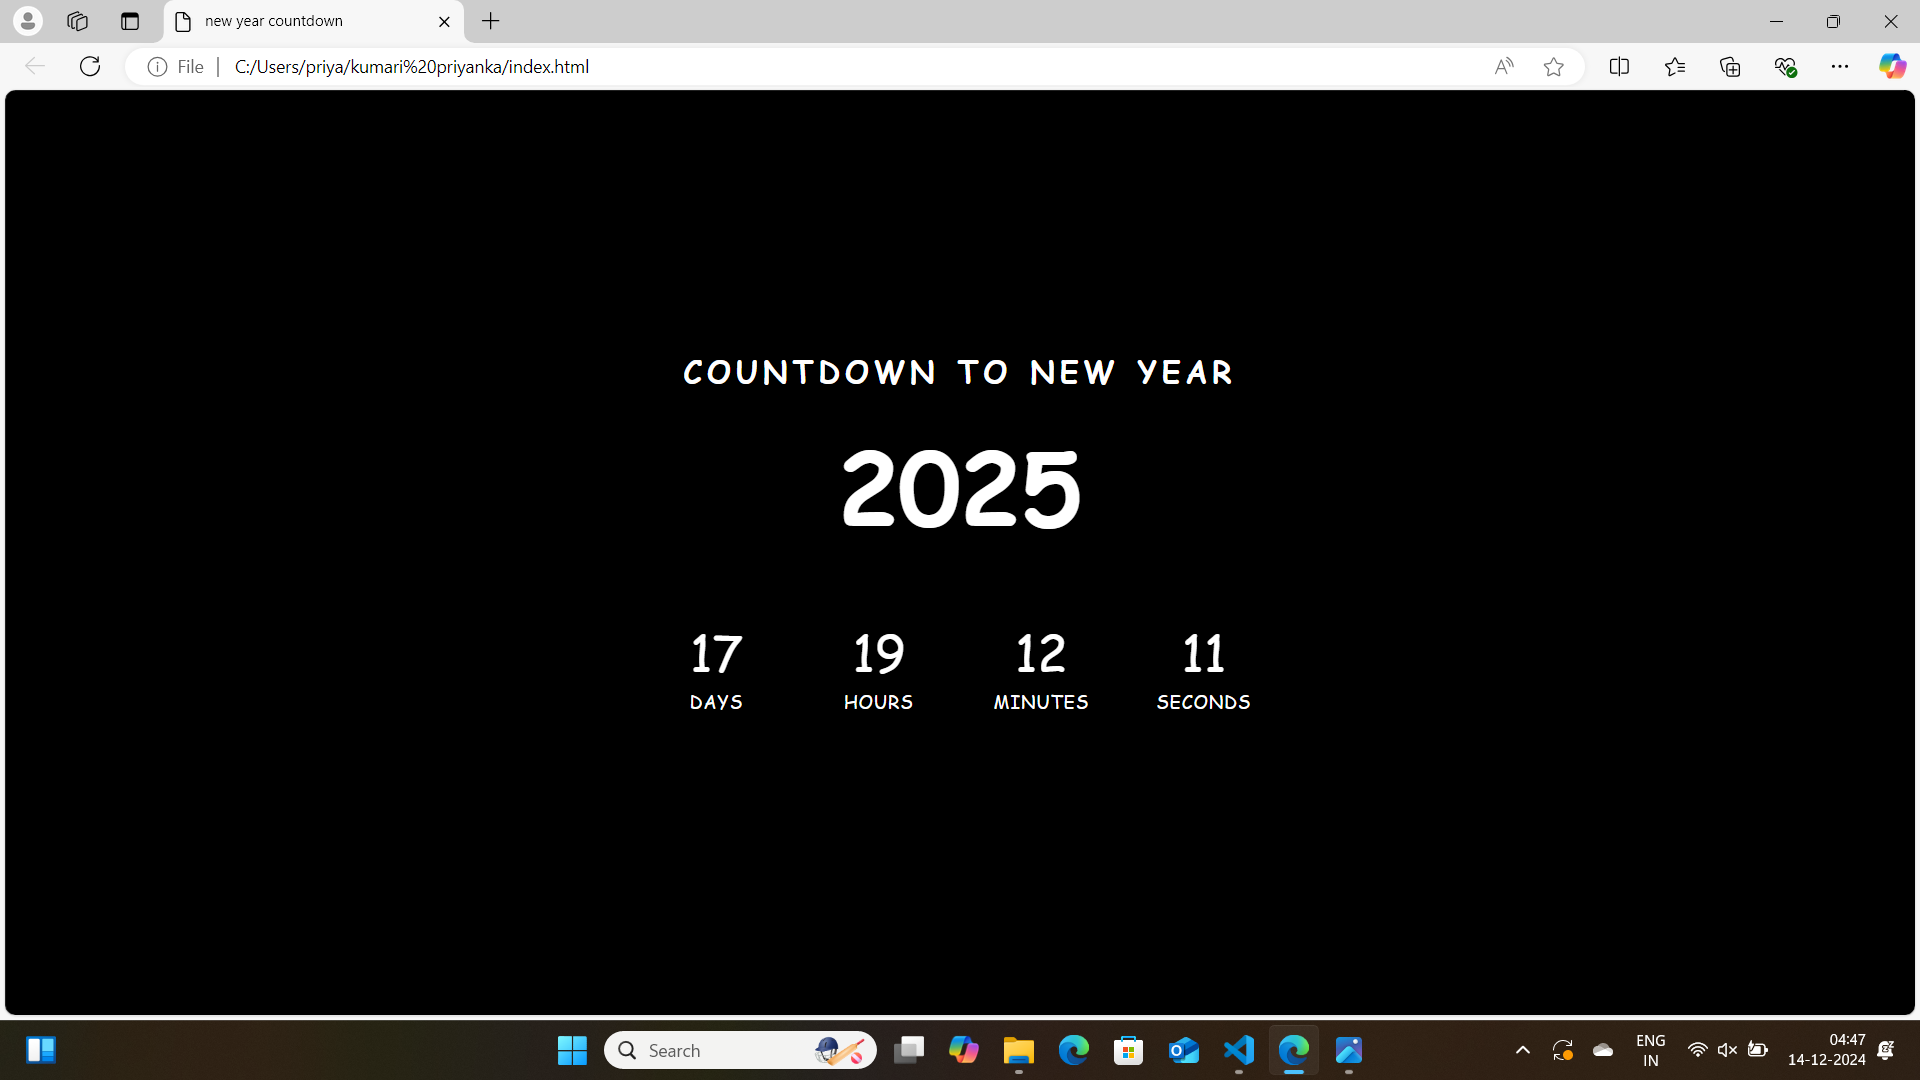 new year countdown
File | C:/Users/priya/kumari%20priyanka/index.html
COUNTDOWN TO NEW YEAR
2025
17 19 12 11
DAYS HOURS MINUTES SECONDS
Search
ENG
IN
04:47
14-12-2024